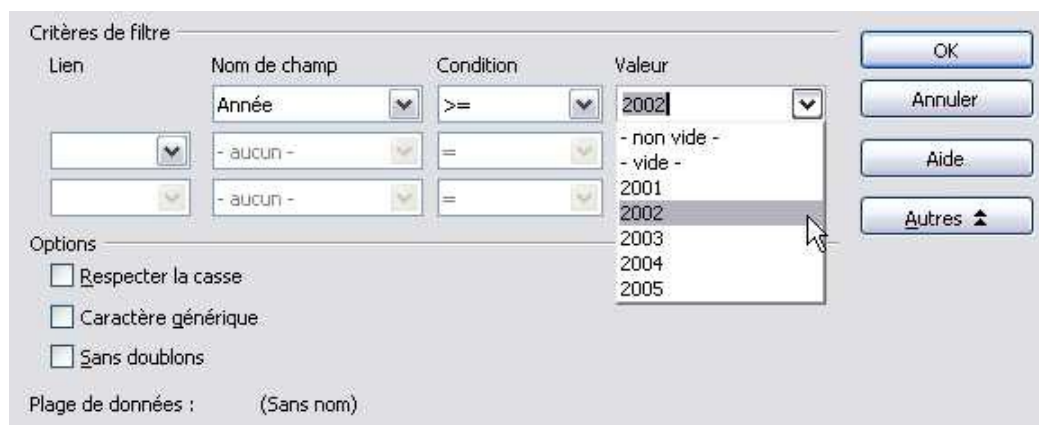 Critères de filtre
Lien Nom de champ Condition Valeur
Année >= 2002
- aucun - =
- aucun - =
- non vide -
- vide -
2001
2002
2003
2004
2005
Options
Respecter la casse
Caractère générique
Sans doublons
Plage de données : (Sans nom)
OK
Annuler
Aide
Autres